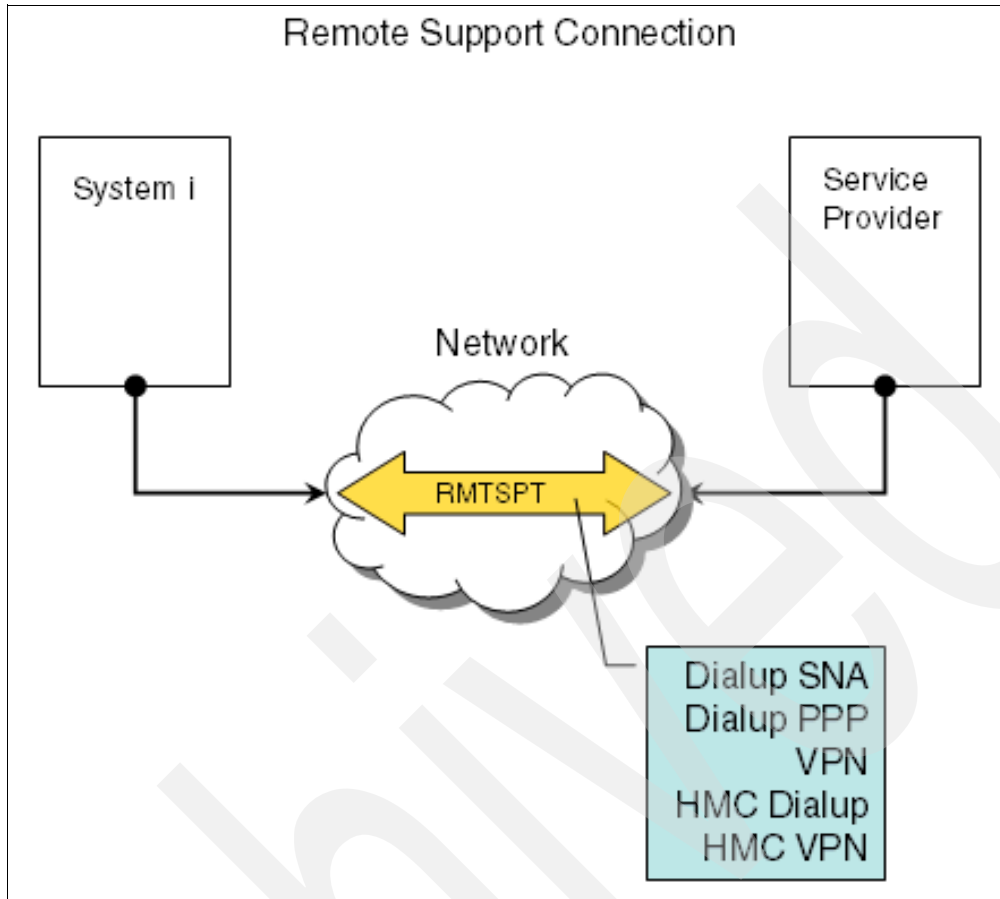 Remote Support Connection
System i
Service
Provider
Network
RMTSPT
Dialup SNA
Dialup PPP
VPN
HMC Dialup
HMC VPN